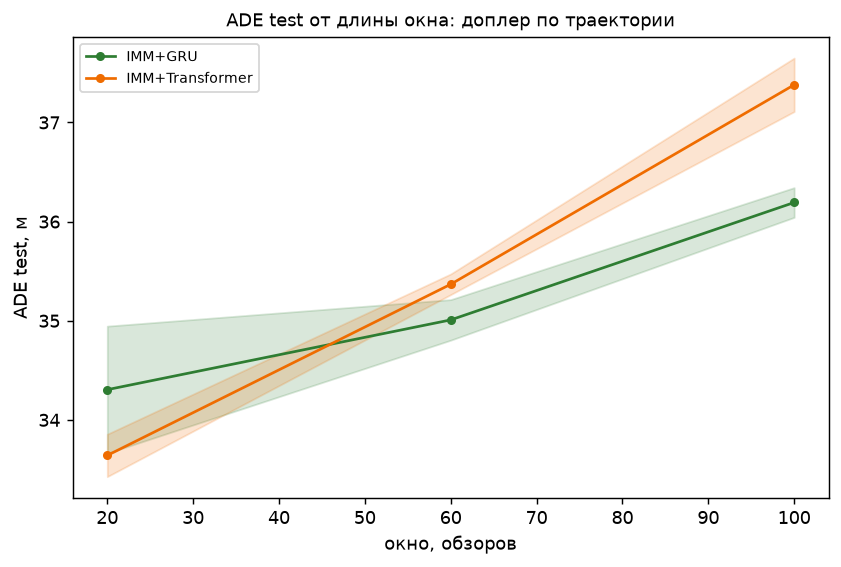 ADE test от длины окна: доплер по траектории
IMM+GRU
IMM+Transformer
ADE test, м
37
36
35
34
20 30 40 50 60 70 80 90 100
окно, обзоров